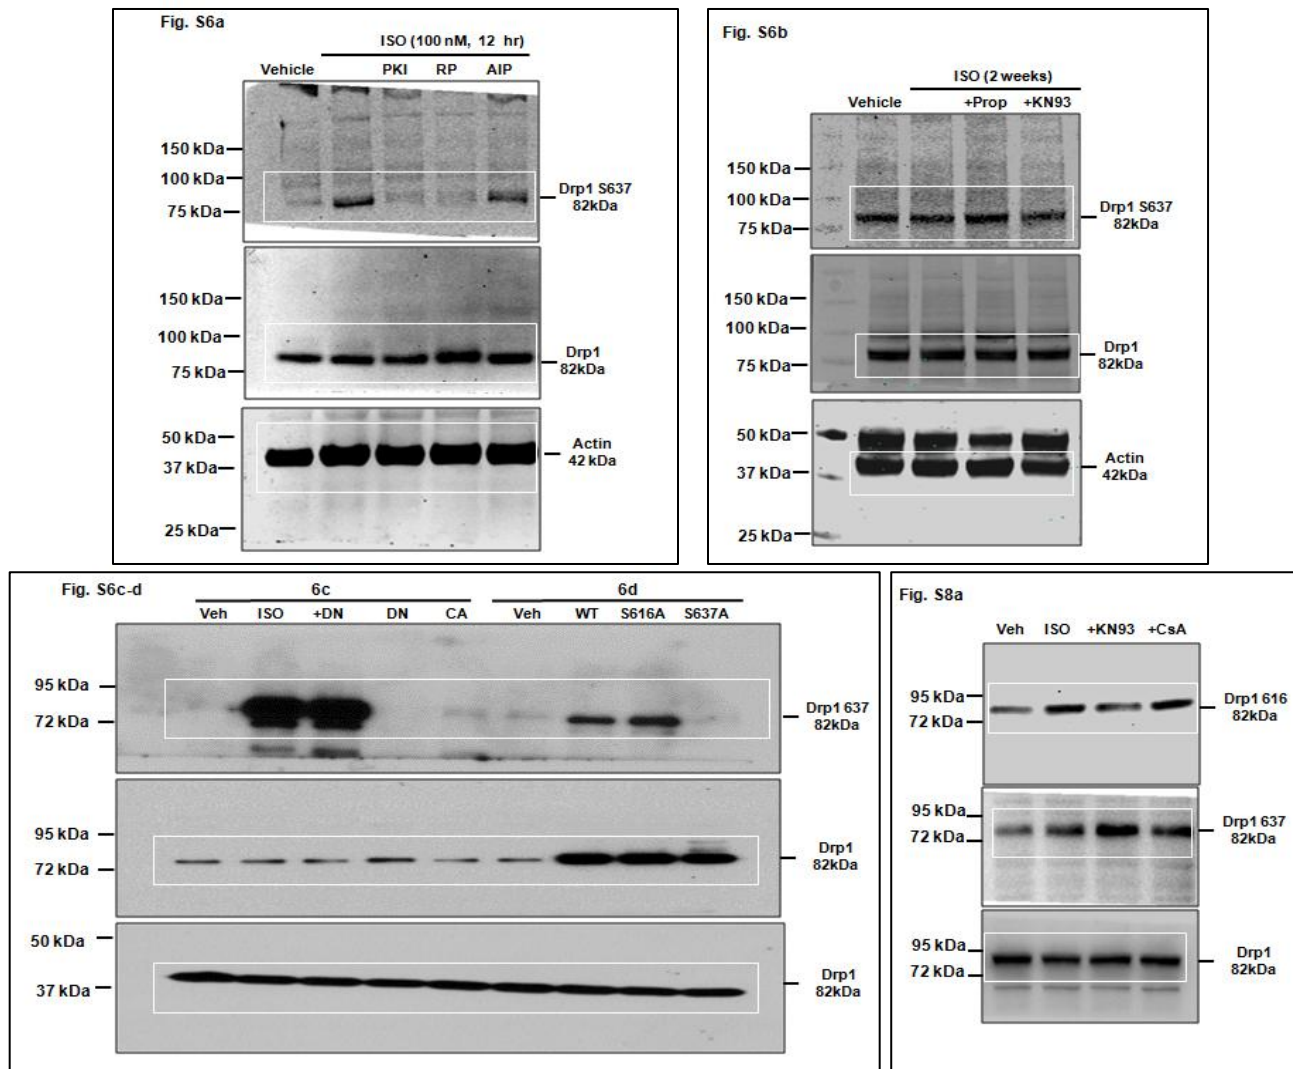 Fig. S6a
ISO (100 nM, 12 hr)
Vehicle PKI RP AIP
150 kDa
100 kDa
75 kDa
Drp1 S637
82kDa
150 kDa
100 kDa
75 kDa
Drp1
82kDa
50 kDa
37 kDa
25 kDa
Actin
42 kDa
Fig. S6b
ISO (2 weeks)
Vehicle +Prop +KN93
150 kDa
100 kDa
75 kDa
Drp1 S637
82kDa
150 kDa
100 kDa
75 kDa
Drp1
82kDa
50 kDa
37 kDa
25 kDa
Actin
42kDa
Fig. S6c-d
6c 6d
Veh ISO +DN DN CA Veh WT S616A S637A
95 kDa
72 kDa
Drp1 637
82kDa
95 kDa
72 kDa
Drp1
82kDa
50 kDa
37 kDa
Drp1
82kDa
Fig. S8a
Veh ISO +KN93 +CsA
95 kDa
72 kDa
Drp1 616
82kDa
95 kDa
72 kDa
Drp1 637
82kDa
95 kDa
72 kDa
Drp1
82kDa